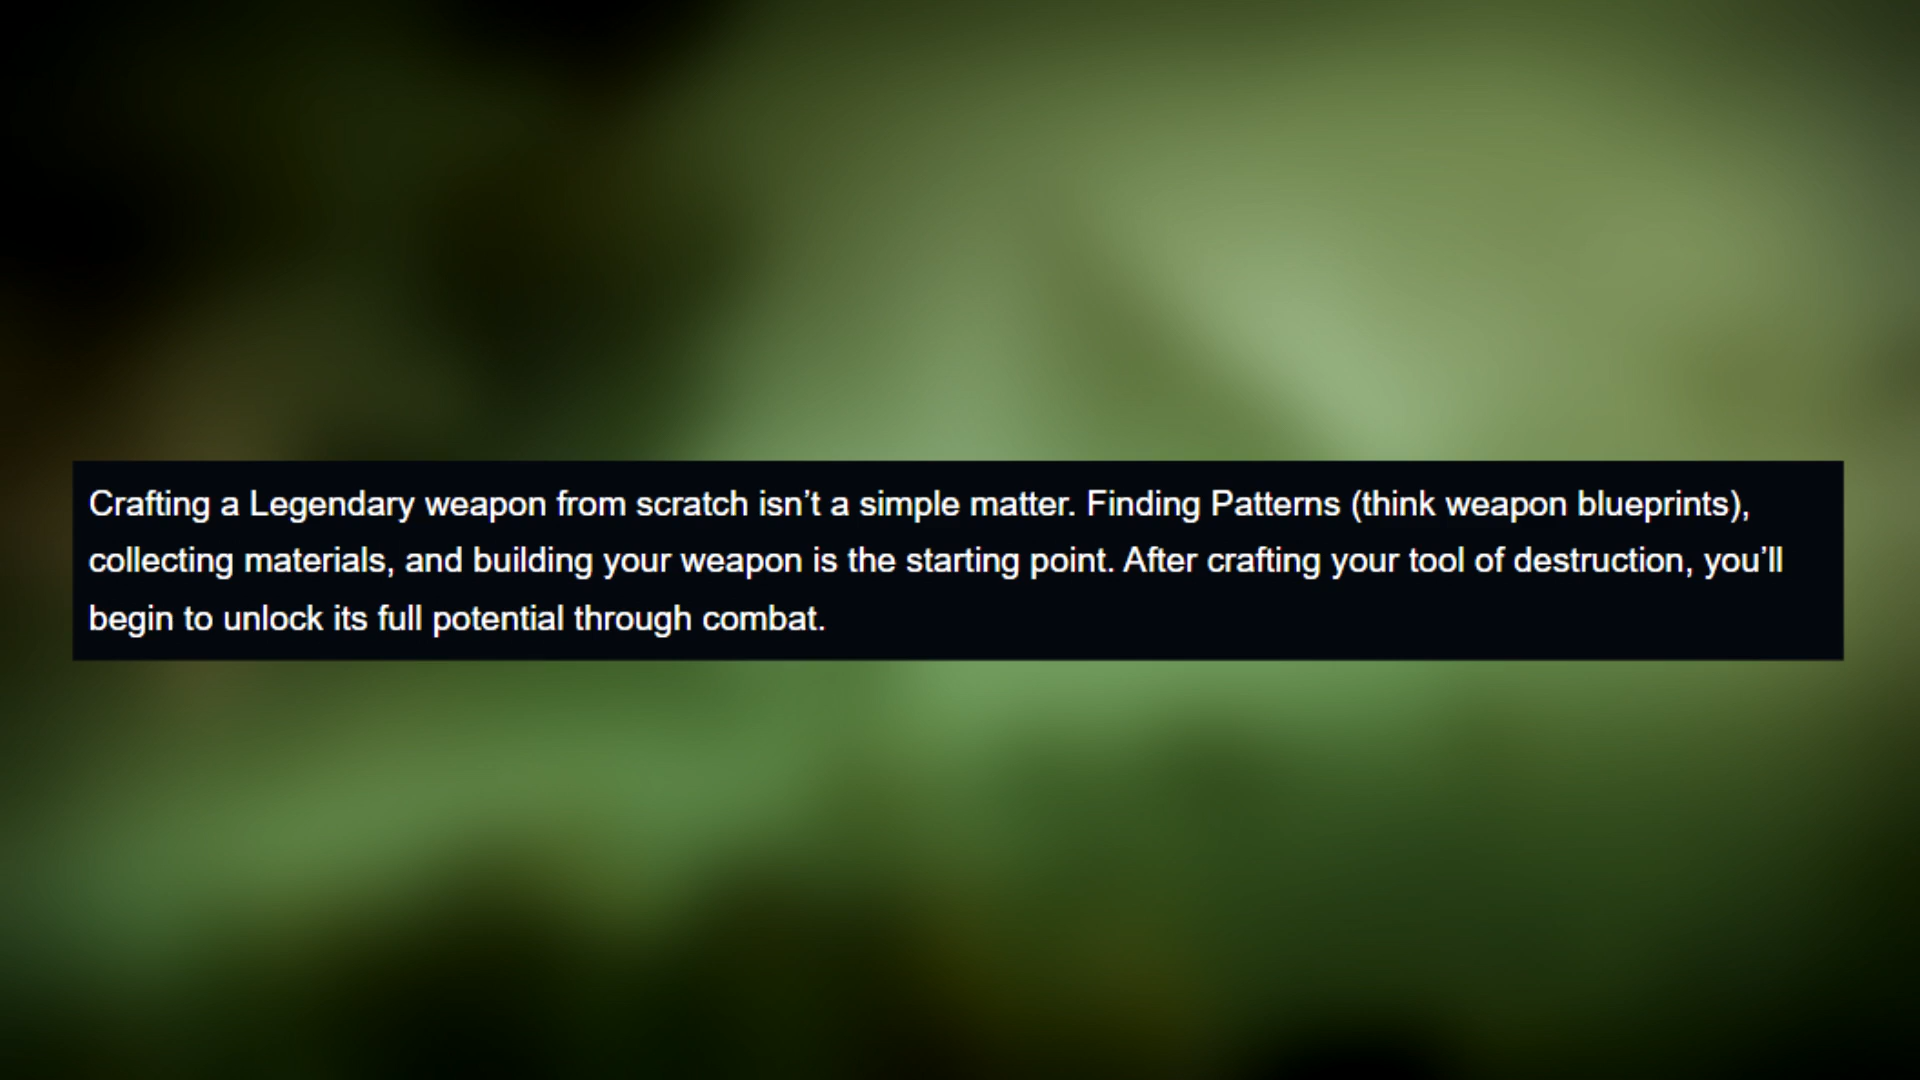 Crafting a Legendary weapon from scratch isn’t a simple matter. Finding Patterns (think weapon blueprints),
collecting materials, and building your weapon is the starting point. After crafting your tool of destruction, you’ll
begin to unlock its full potential through combat.